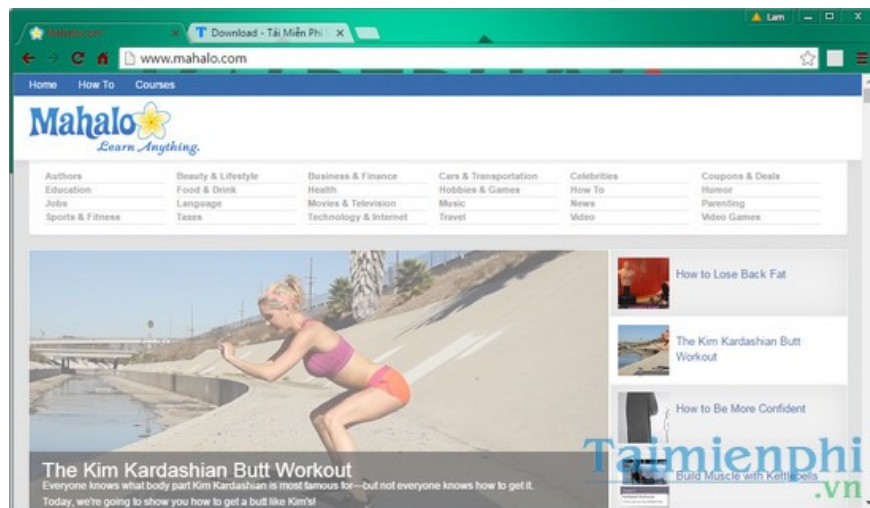 Lam
Mahalo.com
Download - Tải Miễn Phí
www.mahalo.com
Home How To Courses
Mahalo
Learn Anything.
Authors Beauty & Lifestyle Business & Finance Cars & Transportation Celebrities Coupons & Deals
Education Food & Drink Health Hobbies & Games How To Humor
Jobs Language Movies & Television Music News Parenting
Sports & Fitness Taxes Technology & Internet Travel Video Video Games
How to Lose Back Fat
The Kim Kardashian Butt
Workout
How to Be More Confident
Build Muscle with Kettlebells
The Kim Kardashian Butt Workout
Everyone knows what body part Kim Kardashian is most famous for—but not everyone knows how to get it.
Today, we're going to show you how to get a butt like Kim's!
Taimienphi
.vn